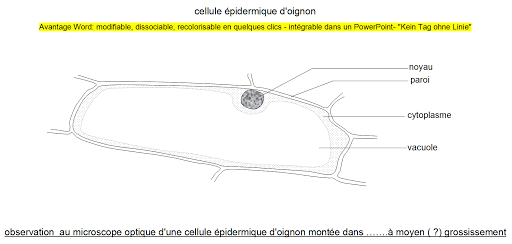 cellule épidermique d'oignon
Avantage Word: modifiable, dissociable, recolorisable en quelques clics - intégrable dans un PowerPoint- "Kein Tag ohne Linie"
noyau
paroi
cytoplasme
vacuole
observation au microscope optique d'une cellule épidermique d'oignon montée dans …….à moyen ( ?) grossissement